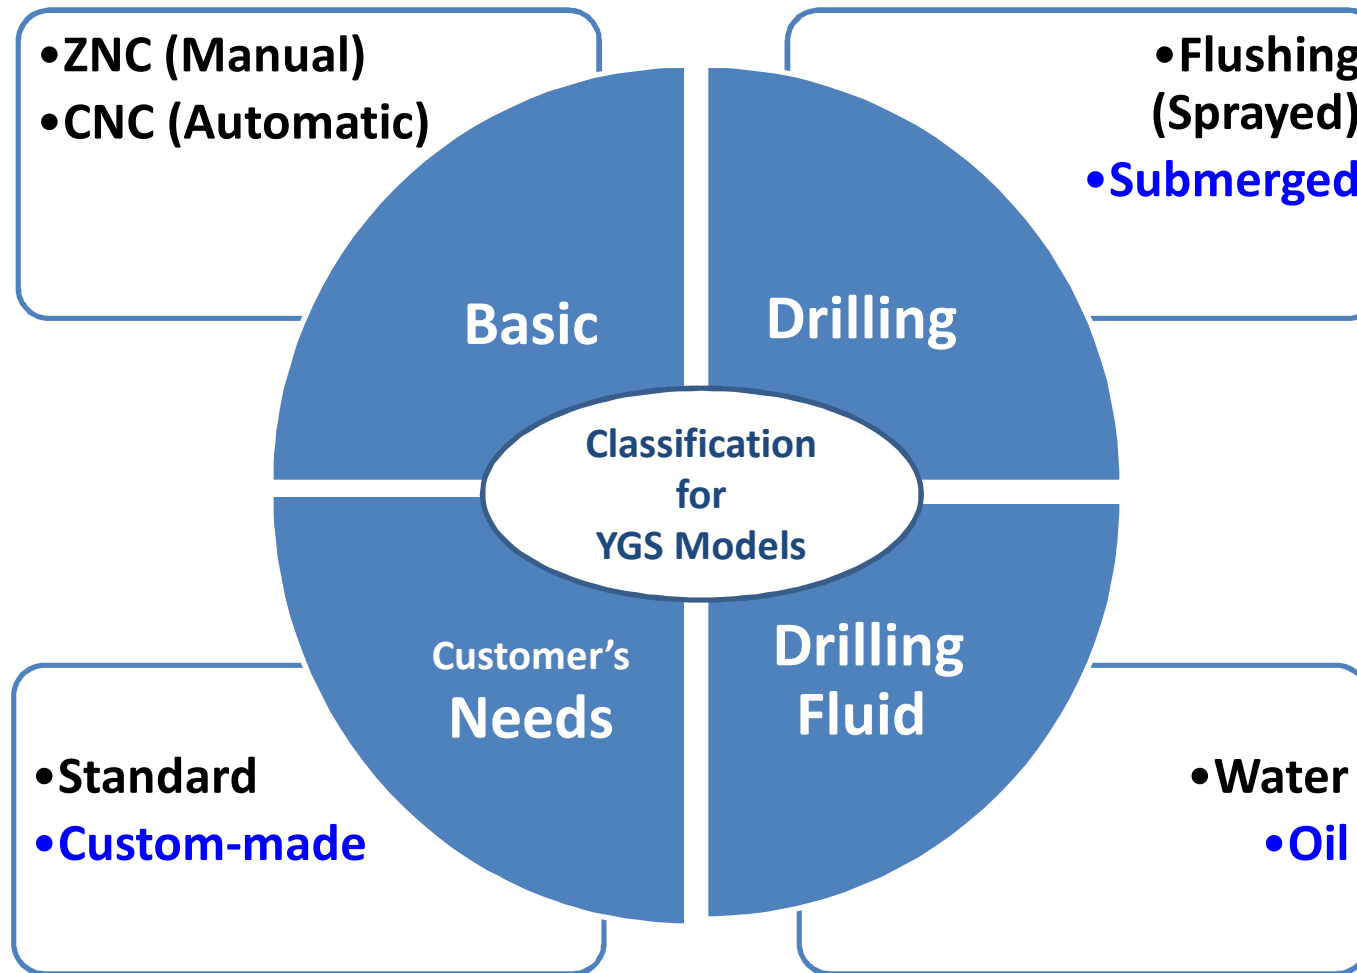 •ZNC (Manual)
•CNC (Automatic)
•Flushing
(Sprayed)
•Submerged
Basic
Drilling
Classification
for
YGS Models
Customer’s
Needs
Drilling
Fluid
•Standard
•Custom-made
•Water
•Oil